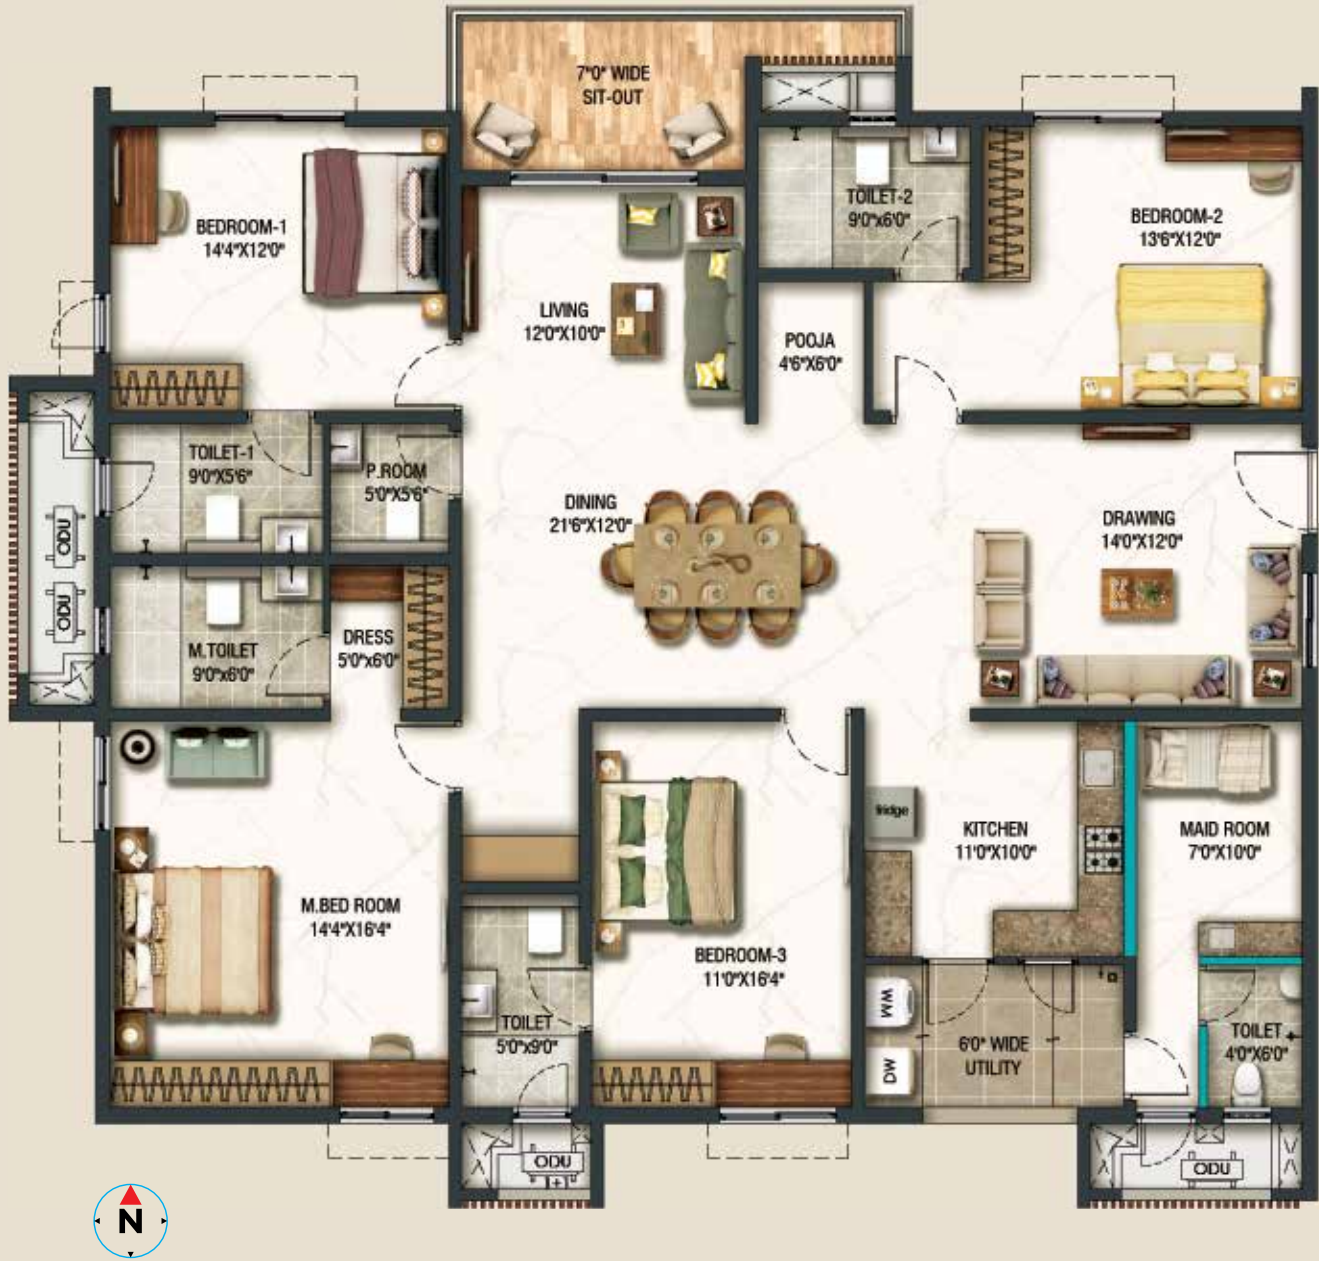 7"0" WIDE
SIT-OUT
BEDROOM-1
14'4"X12'0"
LIVING
12'0"X10'0"
TOILET-2
9'0"x6'0"
BEDROOM-2
13'6"X12'0"
POOJA
4'6"X6'0"
TOILET-1
9'0"X5'6"
P.ROOM
5'0"X5'6"
DINING
21'6"X12'0"
DRAWING
14'0"X12'0"
ODU
ODU
M.TOILET
9'0"x6'0"
DRESS
5'0"x6'0"
fridge
KITCHEN
11'0"X10'0"
MAID ROOM
7'0"X10'0"
M.BED ROOM
14'4"X16'4"
BEDROOM-3
11'0"X16'4"
TOILET
5'0"x9'0"
WM
DW
6'0" WIDE
UTILITY
TOILET
4'0"X6'0"
ODU
ODU
N